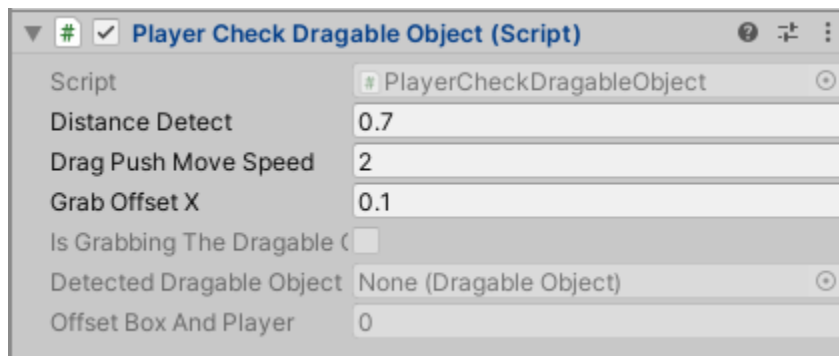 # Player Check Dragable Object (Script)
Script # PlayerCheckDragableObject
Distance Detect 0.7
Drag Push Move Speed 2
Grab Offset X 0.1
Is Grabbing The Dragable (
Detected Dragable Object None (Dragable Object)
Offset Box And Player 0